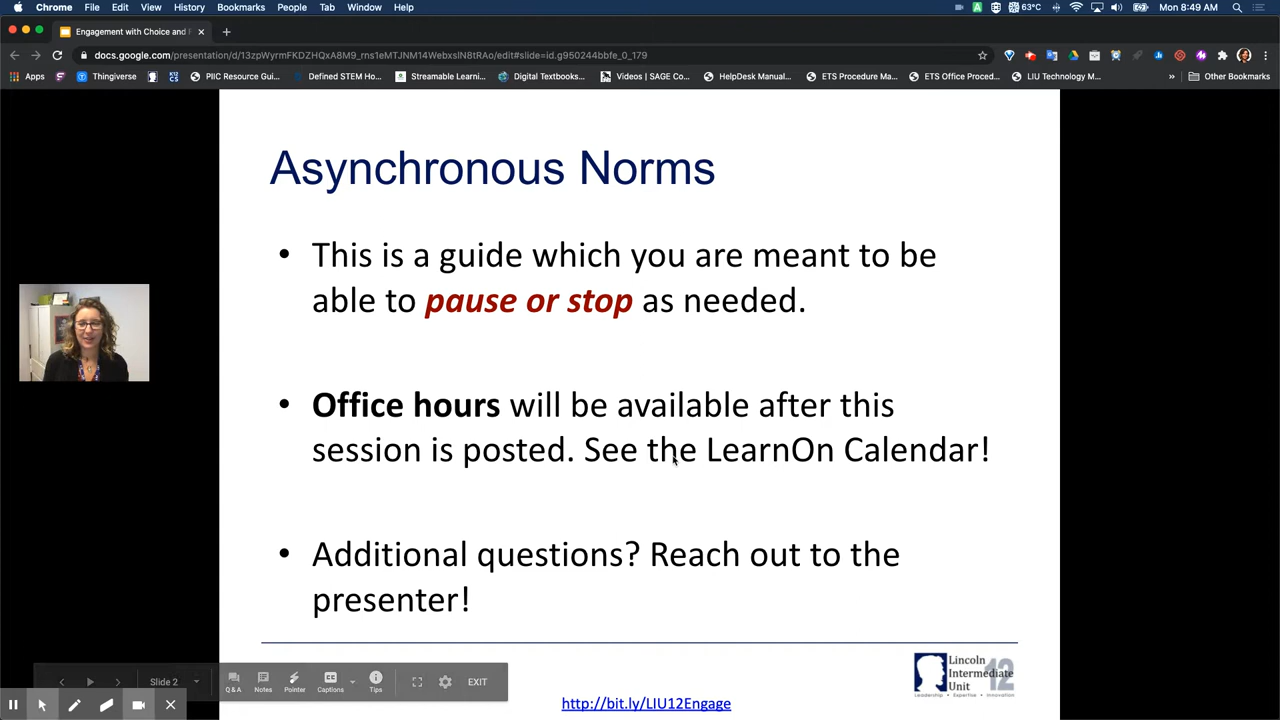 Chrome File Edit View History Bookmarks People Tab Window Help 63°C Mon 8:49 AM
Engagement with Choice and
docs.google.com/presentation/d/13zpWyrmFKDZHQxA8M9_rns1eMTJNM14WebxslN8tRAo/edit#slide=id.g950244bbfe_0_179
Apps Thingiverse PIIC Resource Gui... Defined STEM Ho... Streamable Learni... Digital Textbooks... Videos | SAGE Co... HelpDesk Manual... ETS Procedure Ma... ETS Office Proced... LIU Technology M... » Other Bookmarks
Asynchronous Norms
• This is a guide which you are meant to be
able to pause or stop as needed.
• Office hours will be available after this
session is posted. See the LearnOn Calendar!
• Additional questions? Reach out to the
presenter!
Lincoln
Intermediate
Unit
12
Leadership • Expertise • Innovation
Slide 2 Q & A Notes Pointer Captions Tips EXIT
http://bit.ly/LIU12Engage